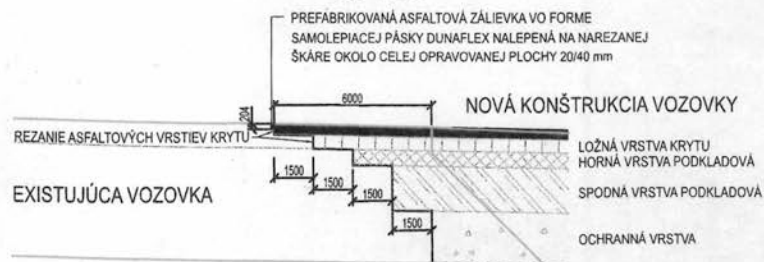 PREFABRIKOVANÁ ASFALTOVÁ ZÁLIEVKA VO FORME
SAMOLEPIACEJ PÁSKY DUNAFLEX NALEPENÁ NA NAREZANEJ
ŠKÁRE OKOLO CELEJ OPRAVOVANEJ PLOCHY 20/40 mm
6000
204
NOVÁ KONŠTRUKCIA VOZOVKY
REZANIE ASFALTOVÝCH VRSTIEV KRYTU
LOŽNÁ VRSTVA KRYTU
HORNÁ VRSTVA PODKLADOVÁ
1500
1500
1500
1500
EXISTUJÚCA VOZOVKA
SPODNÁ VRSTVA PODKLADOVÁ
OCHRANNÁ VRSTVA